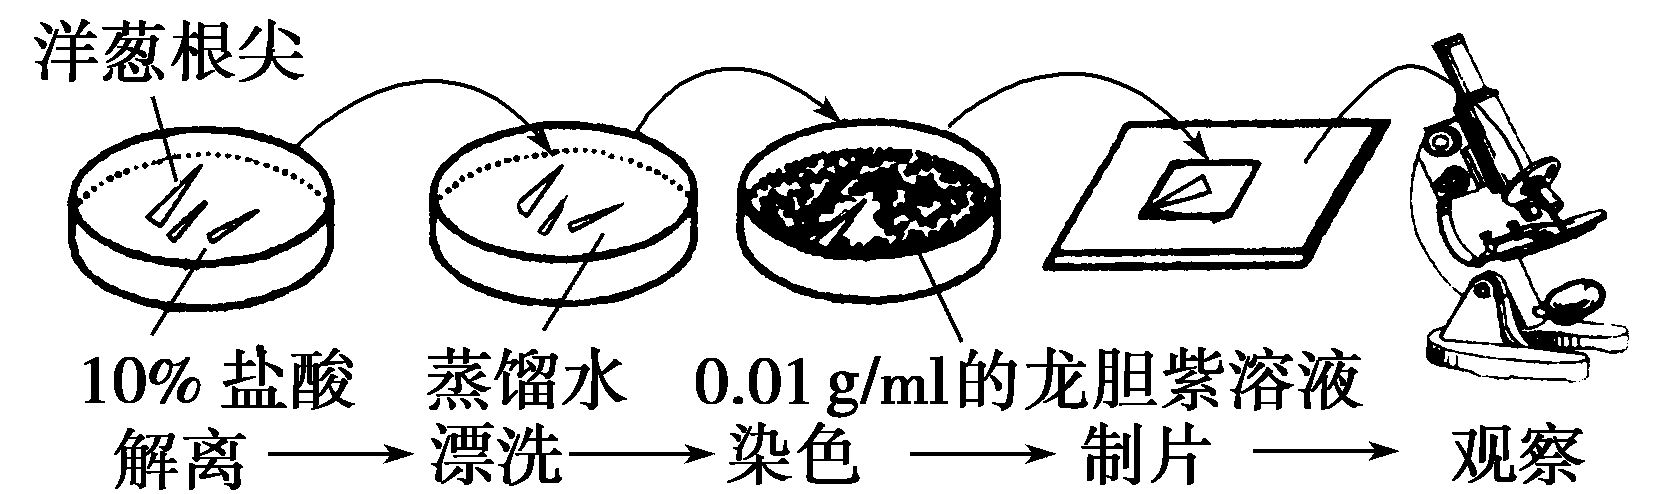 洋葱根尖
10% 盐酸 蒸馏水 0.01 g/ml的龙胆紫溶液
解离 漂洗 染色 制片 观察